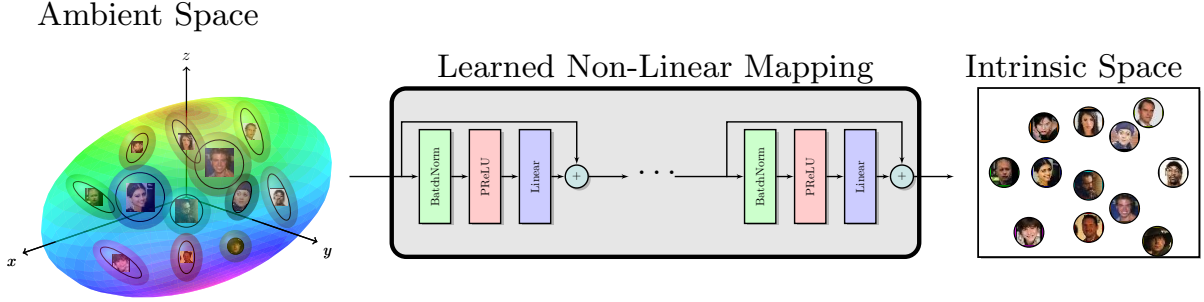 Ambient Space
Learned Non-Linear Mapping
Intrinsic Space
z
x
y
BatchNorm
PReLU
Linear
+
· · ·
BatchNorm
PReLU
Linear
+